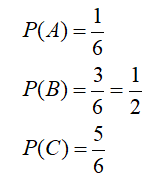 P(A) = 1/6
P(B) = 3/6 = 1/2
P(C) = 5/6